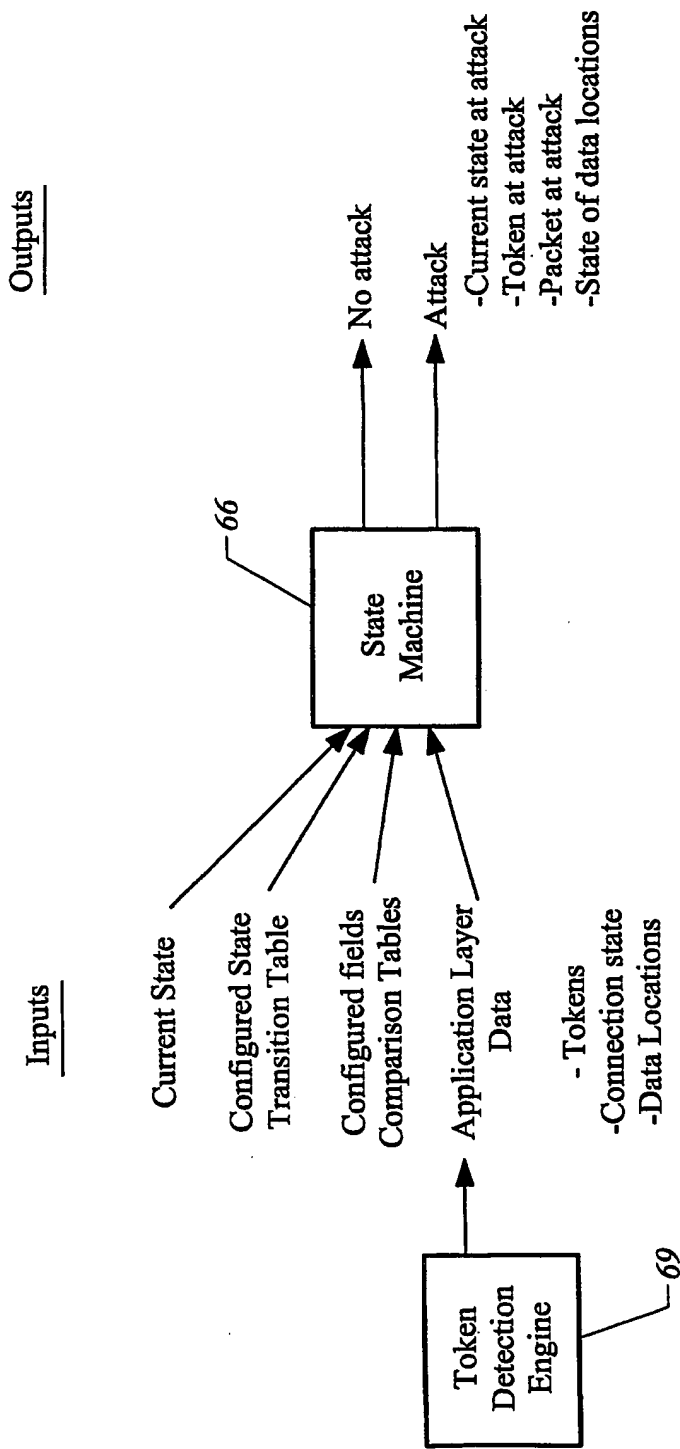 Inputs
Outputs
Current State
Configured State
Transition Table
Configured fields
Comparison Tables
Application Layer
Data
- Tokens
-Connection state
-Data Locations
Token
Detection
Engine
69
State
Machine
66
No attack
Attack
-Current state at attack
-Token at attack
-Packet at attack
-State of data locations